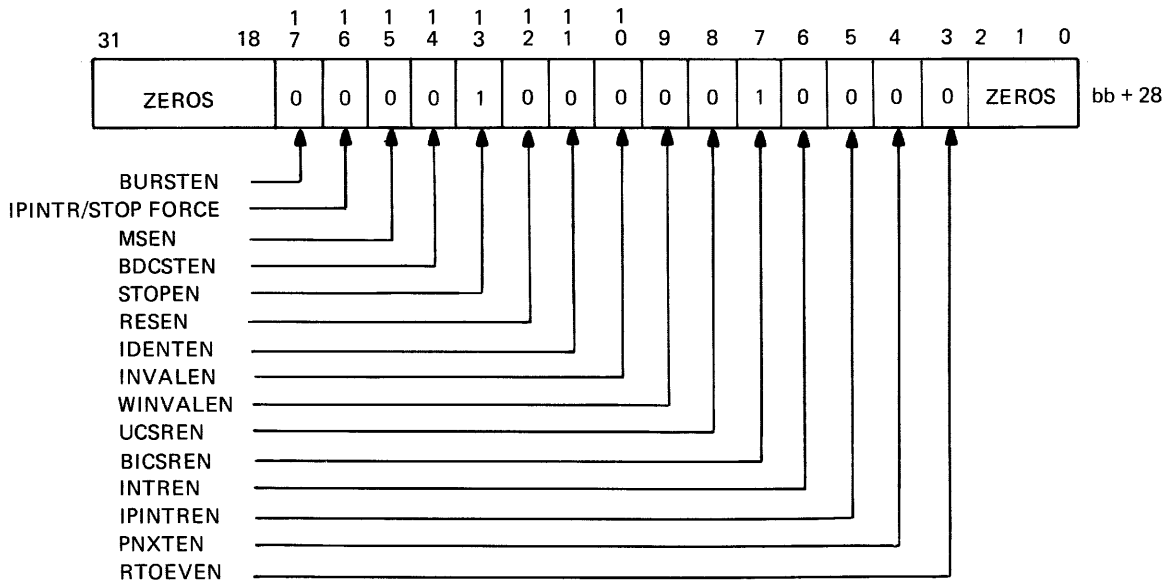 1 1 1 1 1 1 1 1
31 18 7 6 5 4 3 2 1 0 9 8 7 6 5 4 3 2 1 0
ZEROS 0 0 0 0 1 0 0 0 0 0 1 0 0 0 0 ZEROS bb + 28
BURSTEN
IPINTR/STOP FORCE
MSEN
BDCSTEN
STOPEN
RESEN
IDENTEN
INVALEN
WINVALEN
UCSREN
BICSREN
INTREN
IPINTREN
PNXTEN
RTOEVEN